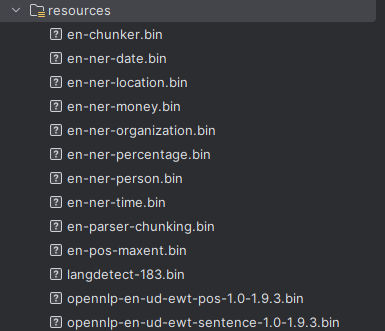 resources
en-chunker.bin
en-ner-date.bin
en-ner-location.bin
en-ner-money.bin
en-ner-organization.bin
en-ner-percentage.bin
en-ner-person.bin
en-ner-time.bin
en-parser-chunking.bin
en-pos-maxent.bin
langdetect-183.bin
opennlp-en-ud-ewt-pos-1.0-1.9.3.bin
opennlp-en-ud-ewt-sentence-1.0-1.9.3.bin